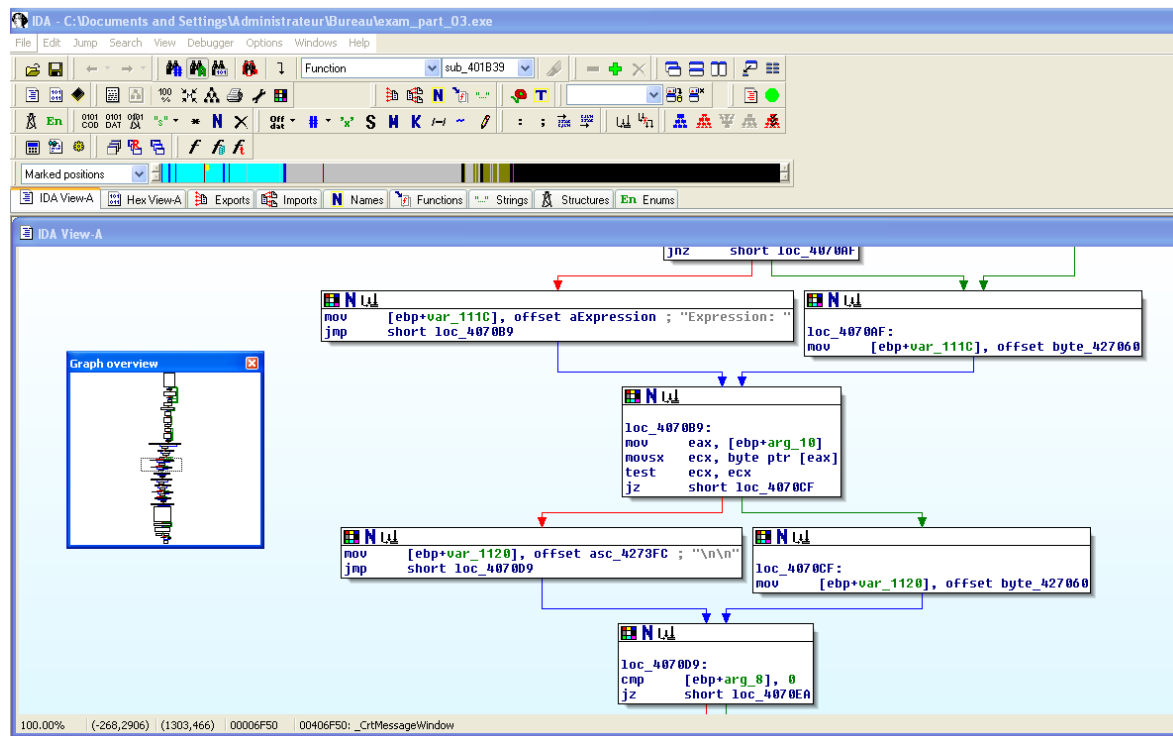 IDA - C:\Documents and Settings\Administrateur\Bureau\exam_part_03.exe
File Edit Jump Search View Debugger Options Windows Help
Function sub_401B39
En
Marked positions
IDA View-A Hex View-A Exports Imports Names Functions Strings Structures Enums
IDA View-A
jnz short loc_4070AF
mov [ebp+var_111C], offset aExpression ; "Expression: "
jmp short loc_4070B9
loc_4070AF:
mov [ebp+var_111C], offset byte_427060
Graph overview
loc_4070B9:
mov eax, [ebp+arg_10]
movsx ecx, byte ptr [eax]
test ecx, ecx
jz short loc_4070CF
mov [ebp+var_1120], offset asc_4273FC ; "\n\n"
jmp short loc_4070D9
loc_4070CF:
mov [ebp+var_1120], offset byte_427060
loc_4070D9:
cmp [ebp+arg_8], 0
jz short loc_4070EA
100.00% (-268,2906) (1303,466) 00006F50 00406F50: _CrtMessageWindow